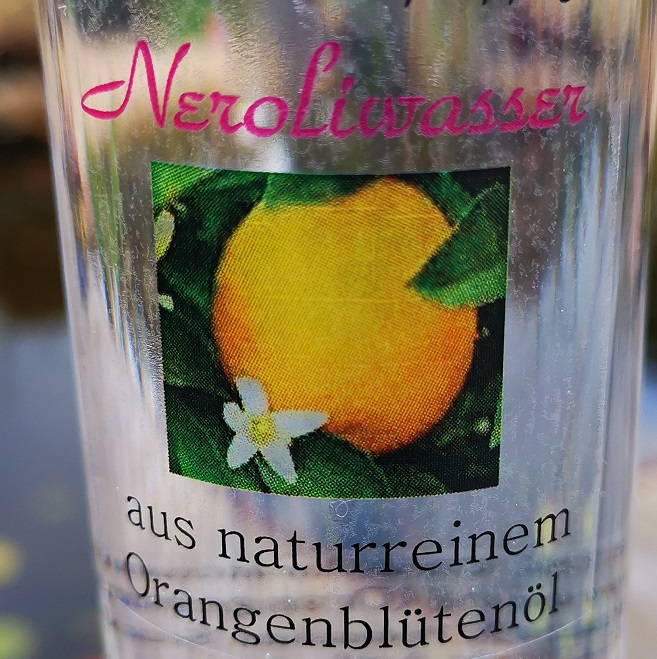 Neroliwasser
aus naturreinem
Orangenblütenöl